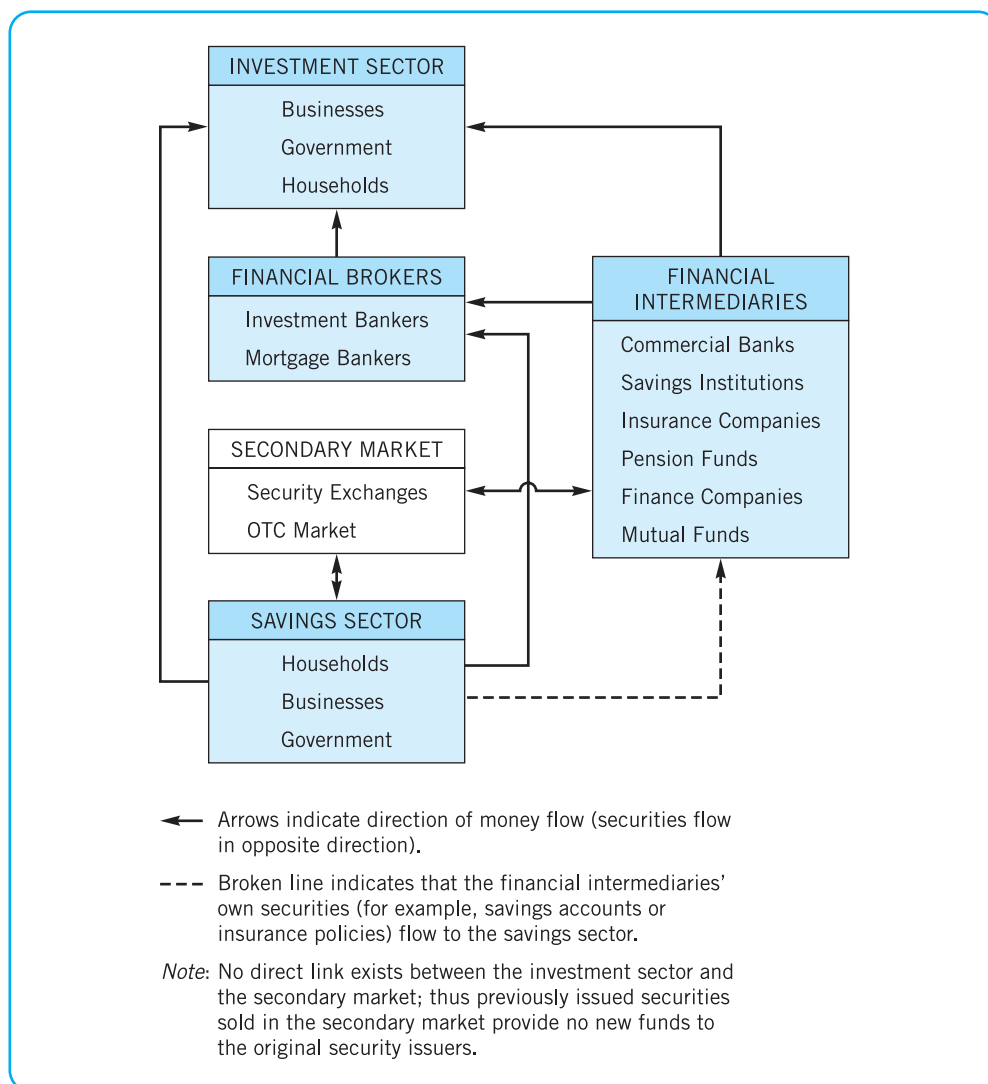 INVESTMENT SECTOR
Businesses
Government
Households
FINANCIAL BROKERS
Investment Bankers
Mortgage Bankers
FINANCIAL
INTERMEDIARIES
Commercial Banks
Savings Institutions
Insurance Companies
Pension Funds
Finance Companies
Mutual Funds
SECONDARY MARKET
Security Exchanges
OTC Market
SAVINGS SECTOR
Households
Businesses
Government
Arrows indicate direction of money flow (securities flow
in opposite direction).
Broken line indicates that the financial intermediaries’
own securities (for example, savings accounts or
insurance policies) flow to the savings sector.
Note: No direct link exists between the investment sector and
the secondary market; thus previously issued securities
sold in the secondary market provide no new funds to
the original security issuers.